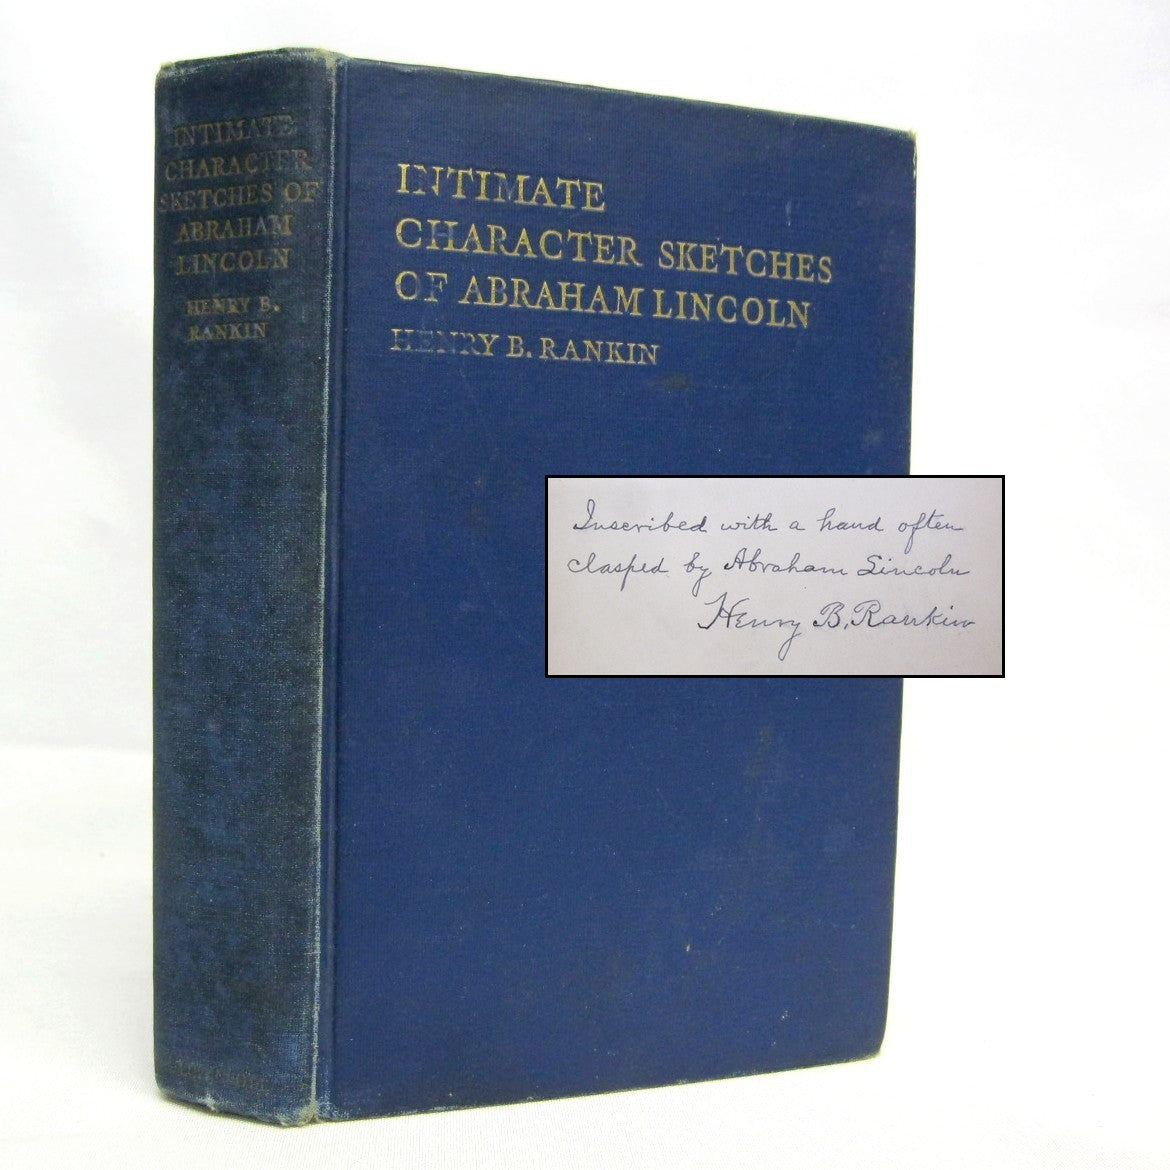 INTIMATE
CHARACTER
SKETCHES OF
ABRAHAM
LINCOLN
HENRY B.
RANKIN
INTIMATE
CHARACTER SKETCHES
OF ABRAHAM LINCOLN
HENRY B. RANKIN
Inscribed with a hand often
clasped by Abraham Lincoln
Henry B. Rankin